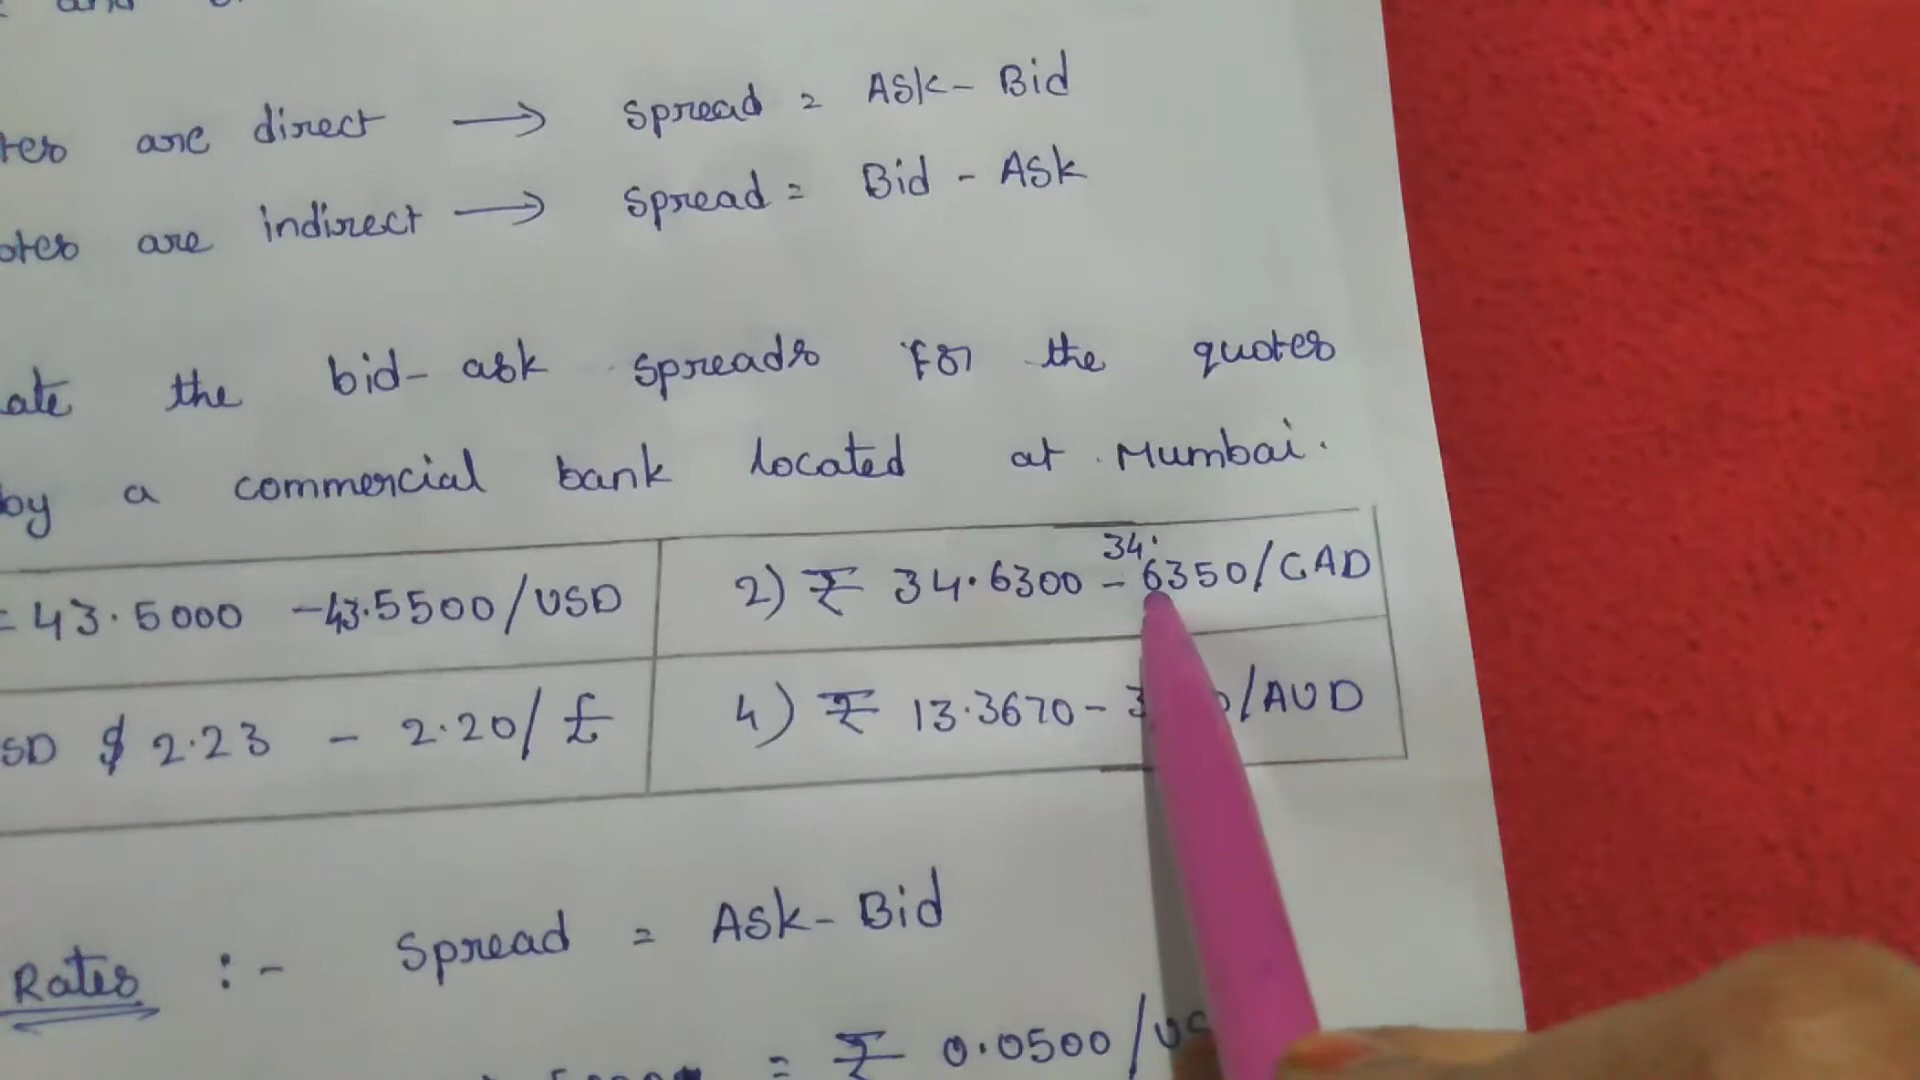 are direct → spread = Ask - Bid
are indirect → spread = Bid - Ask
the bid-ask spreads for the quotes
by a commercial bank located at Mumbai.
= 43.5000 - 43.5500/USD
2) ₹ 34.6300 - 34.6350/CAD
$ 2.23 - 2.20/£
4) ₹ 13.3670 - /AUD
Rates :- Spread = Ask - Bid
= ₹ 0.0500/